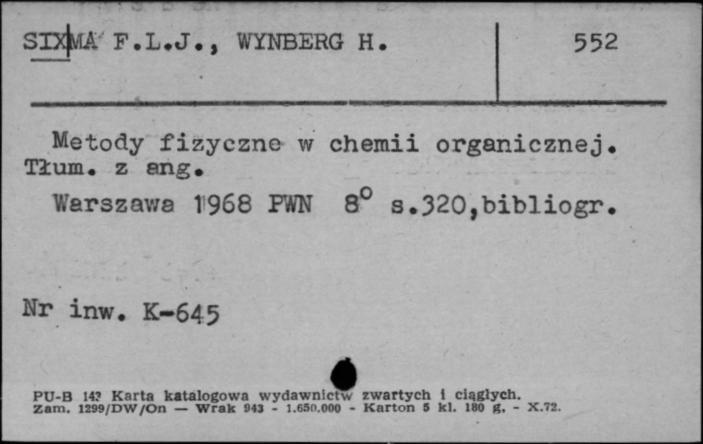 SIXMA F.L.J., WYNBERG H. 552
Metody fizyczne w chemii organicznej.
Tłum. z ang.
Warszawa 1968 PWN 8° s.320,bibliogr.
Nr inw. K-645
PU-B 142 Karta katalogowa wydawnictw zwartych i ciągłych.
Zam. 1299/DW/On — Wrak 943 - 1.650.000 - Karton 5 kl. 180 g. - X.72.